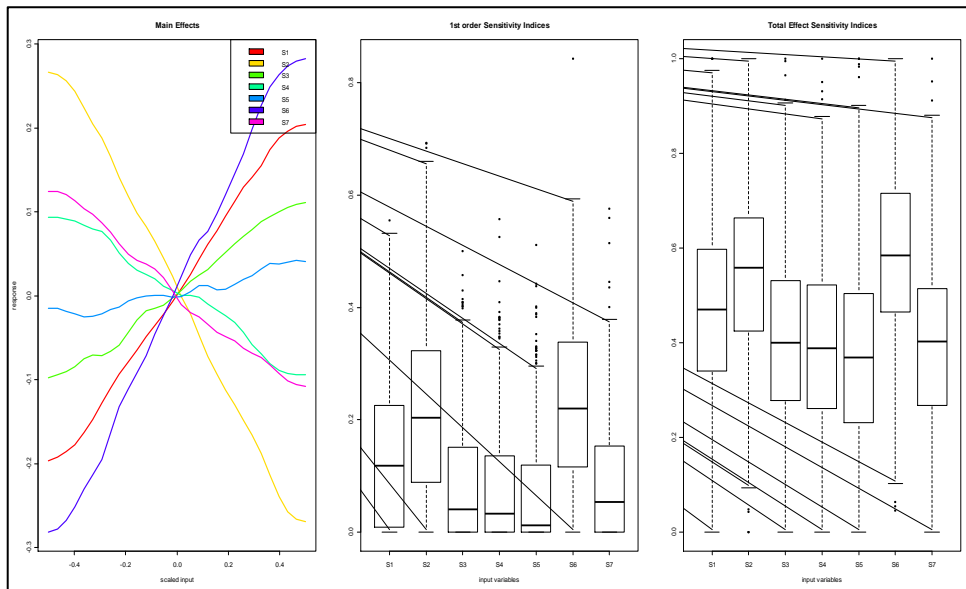 Main Effects
0.3
0.2
0.1
0.0
-0.1
-0.2
-0.3
response
-0.4
-0.2
0.0
0.2
0.4
scaled input
S1
S2
S3
S4
S5
S6
S7
1st order Sensitivity Indices
0.8
0.6
0.4
0.2
0.0
S1
S2
S3
S4
S5
S6
S7
input variables
Total Effect Sensitivity Indices
1.0
0.8
0.6
0.4
0.2
0.0
S1
S2
S3
S4
S5
S6
S7
input variables